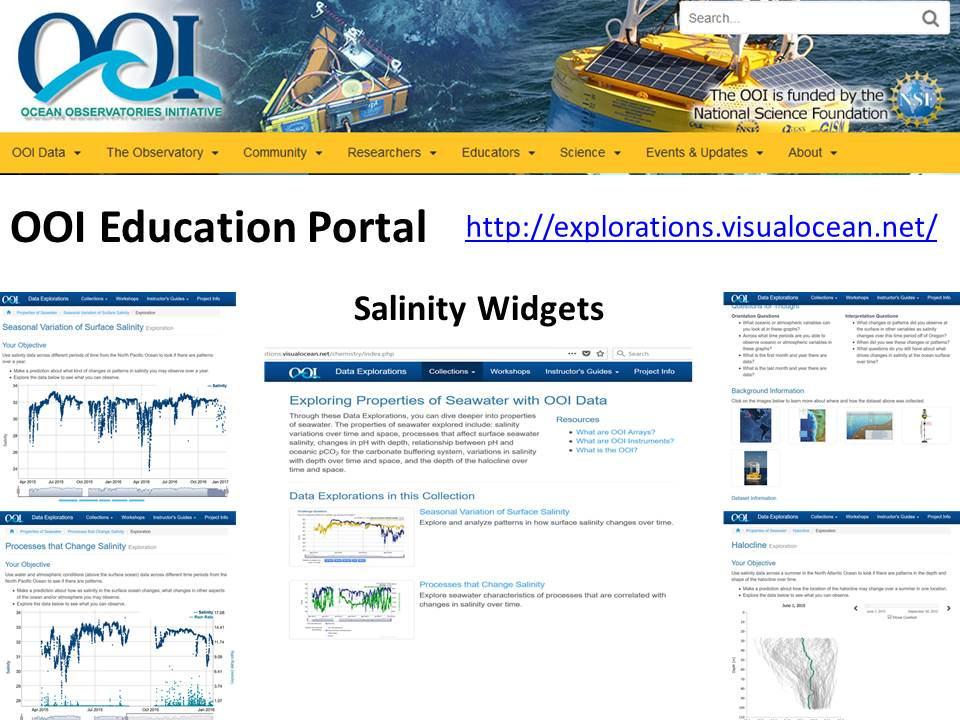 Search...
OOI
OCEAN OBSERVATORIES INITIATIVE
The OOI is funded by the
National Science Foundation
NSF
OOI Data
The Observatory
Community
Researchers
Educators
Science
Events & Updates
About
OOI Education Portal
http://explorations.visualocean.net/
Salinity Widgets
OOI Data Explorations Collections Workshops Instructor's Guides Project Info
Properties of Seawater / Seasonal Variation of Surface Salinity / Exploration
Seasonal Variation of Surface Salinity Exploration
Your Objective
Use salinity data across different periods of time from the North Pacific Ocean to look if there are patterns
over a year.
Make a prediction about what kind of changes or patterns in salinity you may observe over a year.
Explore the data below to see what you can observe.
Salinity
34
32
30
28
26
24
Salinity
Apr 2015 Jul 2015 Oct 2015 Jan 2016 Apr 2016 Jul 2016 Oct 2016 Jan 2017
OOI Data Explorations Collections Workshops Instructor's Guides Project Info
Properties of Seawater / Processes that Change Salinity / Exploration
Processes that Change Salinity Exploration
Your Objective
Use water and atmospheric conditions (above the surface ocean) data across different time periods from the
North Pacific Ocean to see if there are patterns.
Make a prediction about how as salinity in the surface ocean changes, what changes in other aspects
of the ocean and/or atmosphere you may observe.
Explore the data below to see what you can observe.
Salinity
Rain Rate
34
33
32
31
30
29
28
Salinity
17.08
14.41
11.74
9.08
6.41
3.74
1.07
Apr 2015 Jul 2015 Oct 2015 Jan 2016
tions.visualocean.net/chemistry/index.php
Search
OOI Data Explorations Collections Workshops Instructor's Guides Project Info
Exploring Properties of Seawater with OOI Data
Through these Data Explorations, you can dive deeper into properties
of seawater. The properties of seawater explored include: salinity
variations over time and space, processes that affect surface seawater
salinity, changes in pH with depth, relationship between pH and
oceanic pCO2 for the carbonate buffering system, variations in salinity
with depth over time and space, and the depth of the halocline over
time and space.
Resources
What are OOI Arrays?
What are OOI Instruments?
What is the OOI?
Data Explorations in this Collection
Seasonal Variation of Surface Salinity
Explore and analyze patterns in how surface salinity changes over time.
Processes that Change Salinity
Explore seawater characteristics of processes that are correlated with
changes in salinity over time.
OOI Data Explorations Collections Workshops Instructor's Guides Project Info
Questions for Thought
Orientation Questions
What oceanic or atmospheric variables can
you look at in these graphs?
Across what time periods are you able to
observe oceanic or atmospheric variables in
these graphs?
What is the first month and year there are
data?
What is the last month and year there are
data?
Interpretation Questions
What changes or patterns did you observe at
the surface in other variables as salinity
changes over this time period off of Oregon?
When did you see these changes or patterns?
What questions do you still have about what
drives changes in salinity at the ocean surface
over time?
Background Information
Click on the images below to learn more about where and how the dataset above was collected.
Dataset Information
OOI Data Explorations Collections Workshops Instructor's Guides Project Info
Properties of Seawater / Halocline / Exploration
Halocline Exploration
Your Objective
Use salinity data across a summer in the North Atlantic Ocean to look if there are patterns in the depth and
shape of the halocline over time.
Make a prediction about how the location of the halocline may change over a summer in one location.
Explore the data below to see what you can observe.
June 1, 2015
Show Context
0
10
20
30
40
50
60
70
80
90
100
110
Depth (m)